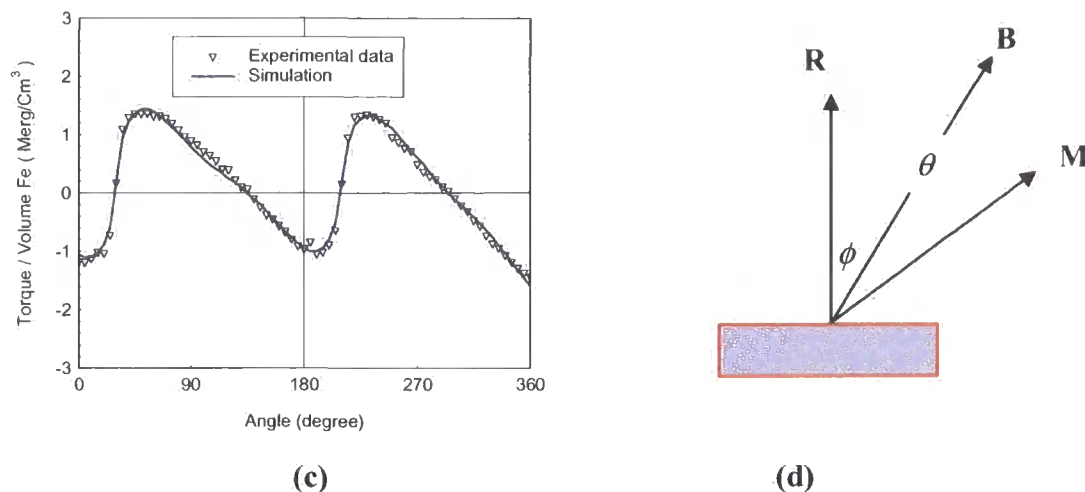 3
2
1
0
-1
-2
-3
Torque / Volume Fe ( Merg/Cm³ )
Experimental data
Simulation
0 90 180 270 360
Angle (degree)
(c)
R
B
M
θ
ϕ
(d)